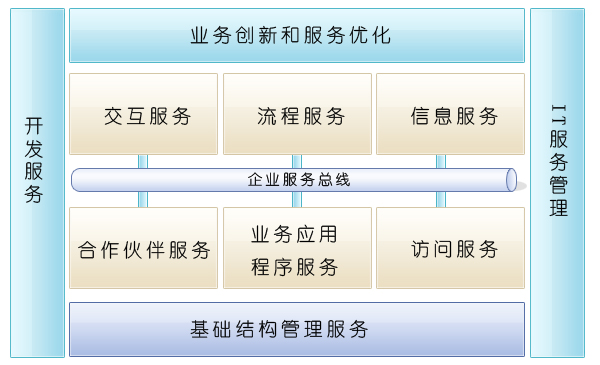 业务创新和服务优化
开发服务
交互服务
流程服务
信息服务
IT服务管理
企业服务总线
合作伙伴服务
业务应用
程序服务
访问服务
基础结构管理服务